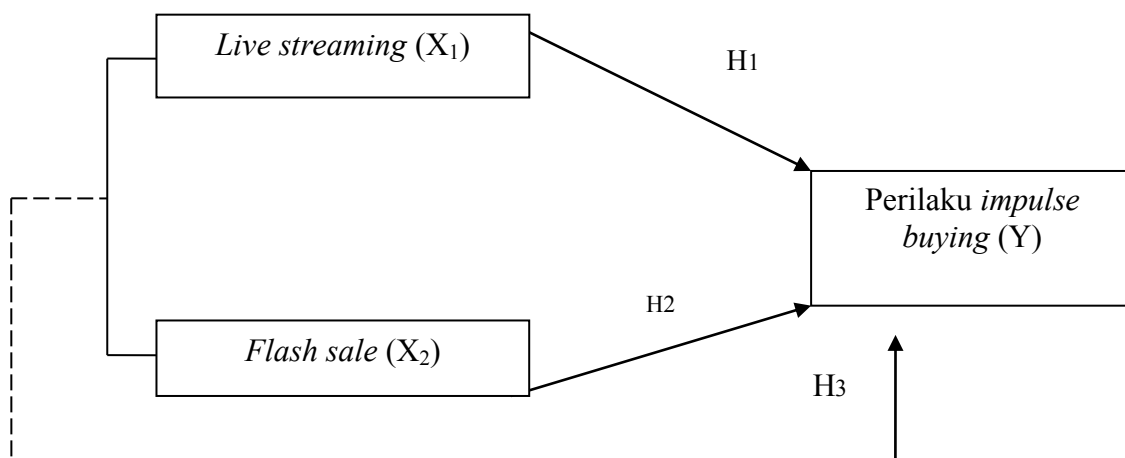 Live streaming (X₁)
H1
Perilaku impulse
buying (Y)
H2
Flash sale (X₂)
H3